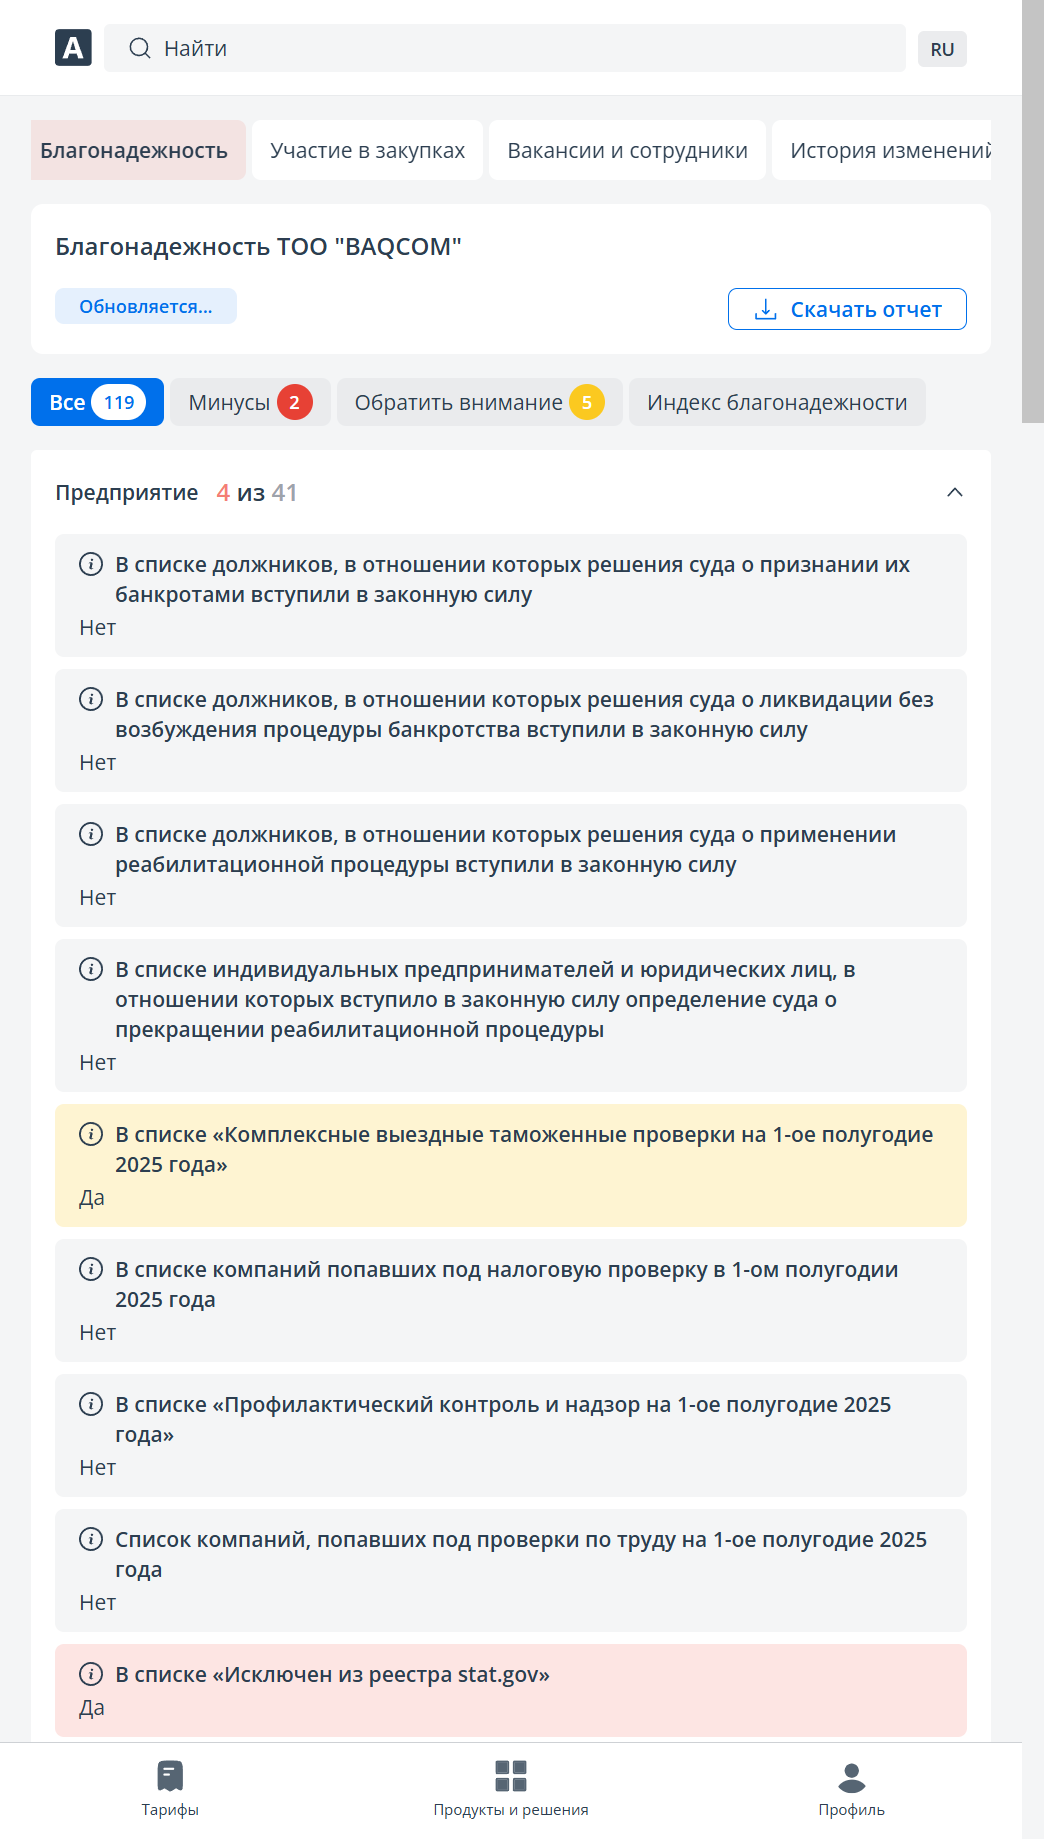 A
Найти
RU
Благонадежность
Участие в закупках
Вакансии и сотрудники
История изменений
Благонадежность ТОО "BAQCOM"
Обновляется...
Скачать отчет
Все 119
Минусы 2
Обратить внимание 5
Индекс благонадежности
Предприятие 4 из 41
В списке должников, в отношении которых решения суда о признании их
банкротами вступили в законную силу
Нет
В списке должников, в отношении которых решения суда о ликвидации без
возбуждения процедуры банкротства вступили в законную силу
Нет
В списке должников, в отношении которых решения суда о применении
реабилитационной процедуры вступили в законную силу
Нет
В списке индивидуальных предпринимателей и юридических лиц, в
отношении которых вступило в законную силу определение суда о
прекращении реабилитационной процедуры
Нет
В списке «Комплексные выездные таможенные проверки на 1-ое полугодие
2025 года»
Да
В списке компаний попавших под налоговую проверку в 1-ом полугодии
2025 года
Нет
В списке «Профилактический контроль и надзор на 1-ое полугодие 2025
года»
Нет
Список компаний, попавших под проверки по труду на 1-ое полугодие 2025
года
Нет
В списке «Исключен из реестра stat.gov»
Да
Тарифы
Продукты и решения
Профиль